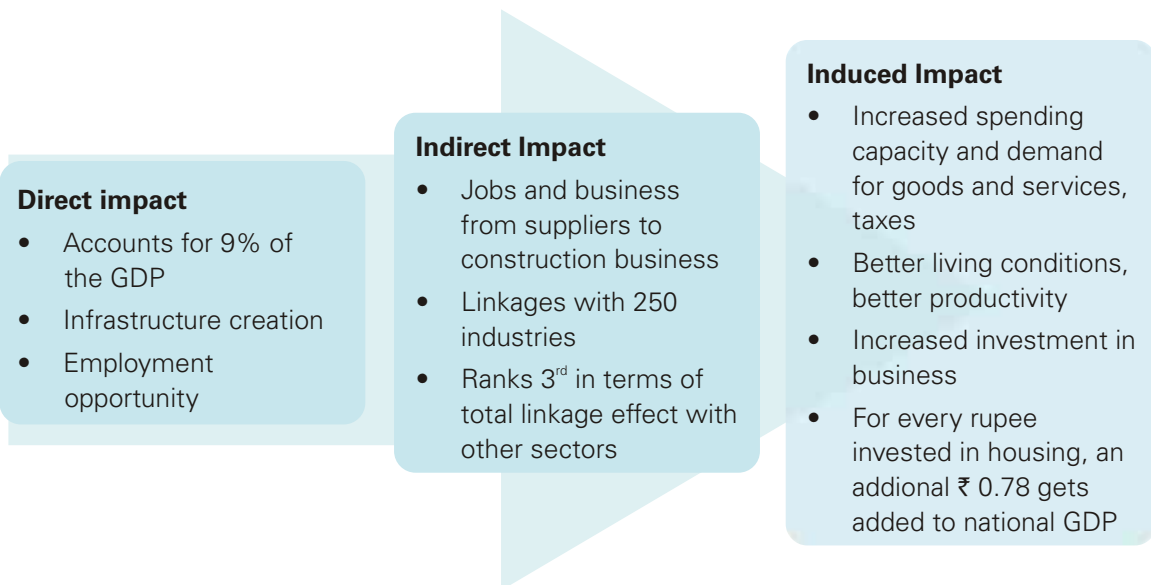 Direct impact
• Accounts for 9% of
the GDP
• Infrastructure creation
• Employment
opportunity
Indirect Impact
• Jobs and business
from suppliers to
construction business
• Linkages with 250
industries
• Ranks 3rd in terms of
total linkage effect with
other sectors
Induced Impact
• Increased spending
capacity and demand
for goods and services,
taxes
• Better living conditions,
better productivity
• Increased investment in
business
• For every rupee
invested in housing, an
addional ₹ 0.78 gets
added to national GDP